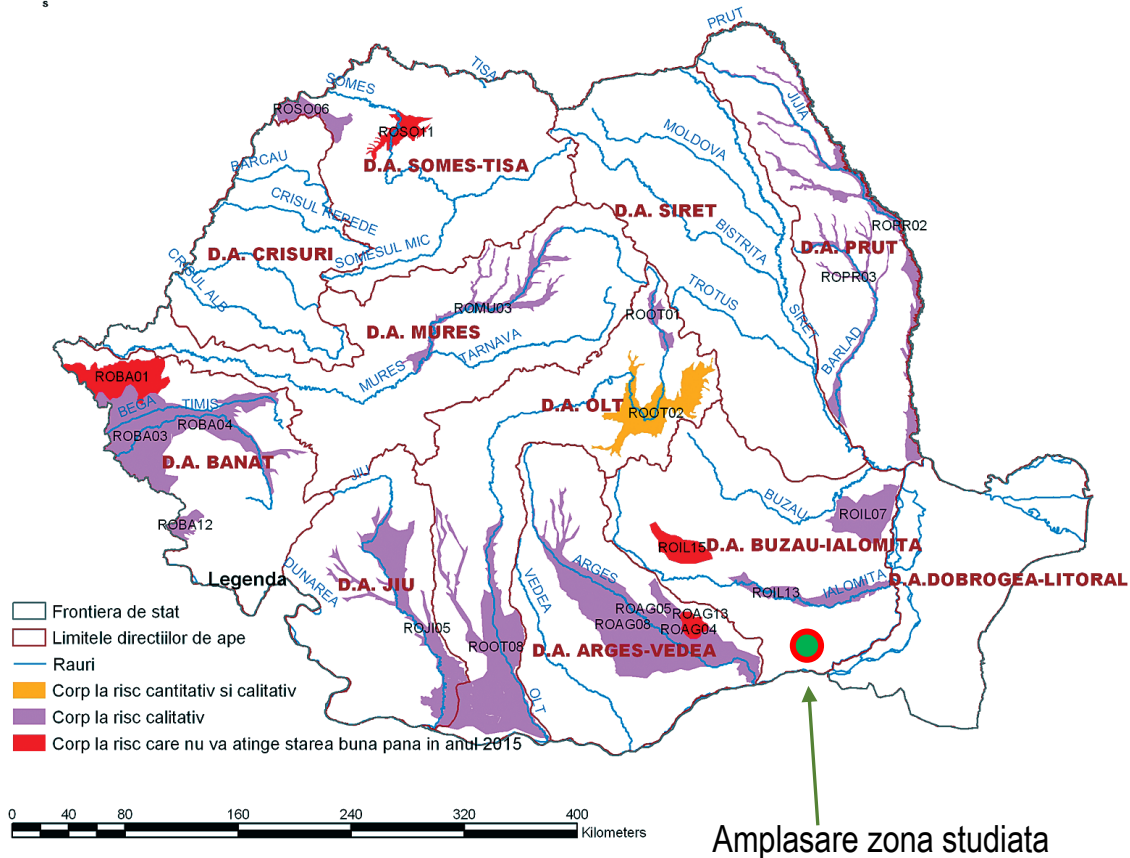 s
PRUT
TISA
SOMES
JIJIA
ROSO06
ROSO11
MOLDOVA
BARCAU
D.A. SOMES-TISA
CRISUL REPEDE
D.A. SIRET
ROPR02
BISTRITA
D.A. PRUT
D.A. CRISURI
SOMESUL MIC
ROPR03
CRISUL ALB
TROTUS
ROMU03
ROOT01
SIRET
D.A. MURES
TARNAVA
BARLAD
MURES
ROBA01
BEGA
TIMIS
D.A. OLT
ROOT02
ROBA04
ROBA03
D.A. BANAT
JIU
BUZAU
ROIL07
ROBA12
D.A. BUZAU-IALOMITA
ROIL15
ARGES
Legenda
DUNAREA
D.A. JIU
VEDEA
ROIL13
IALOMITA
D.A.DOBROGEA-LITORAL
Frontiera de stat
ROAG05
ROAG13
ROJI05
ROAG08
ROAG04
Limitele directiilor de ape
ROOT08
D.A. ARGES-VEDEA
Rauri
OLT
Corp la risc cantitativ si calitativ
Corp la risc calitativ
Corp la risc care nu va atinge starea buna pana in anul 2015
0 40 80 160 240 320 400
Kilometers
Amplasare zona studiata